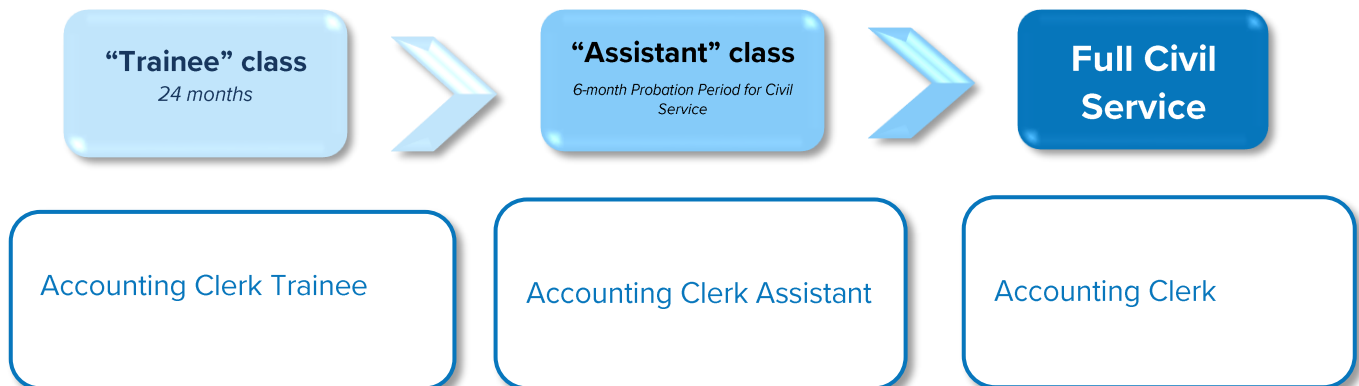 “Trainee” class
24 months
“Assistant” class
6-month Probation Period for Civil
Service
Full Civil
Service
Accounting Clerk Trainee
Accounting Clerk Assistant
Accounting Clerk